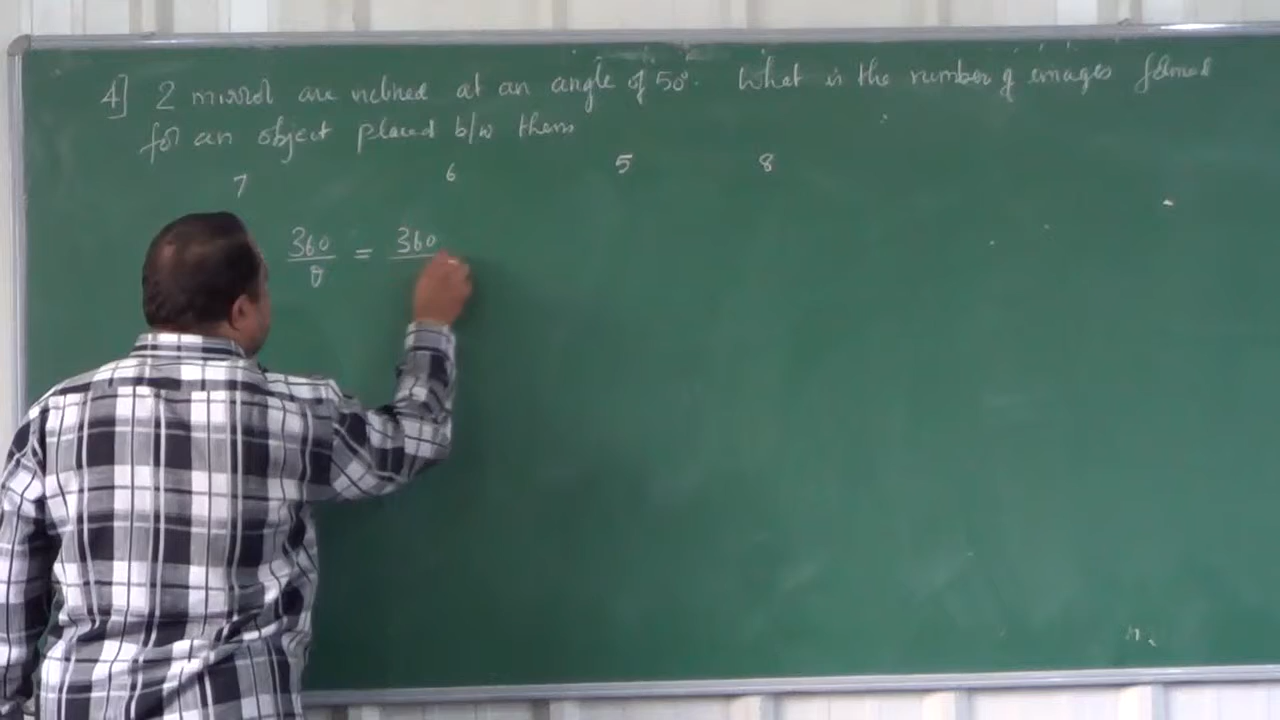 4] 2 mirror are inclined at an angle of 50°. What is the number of images formed
for an object placed b/w them
7 6 5 8
360/θ = 360